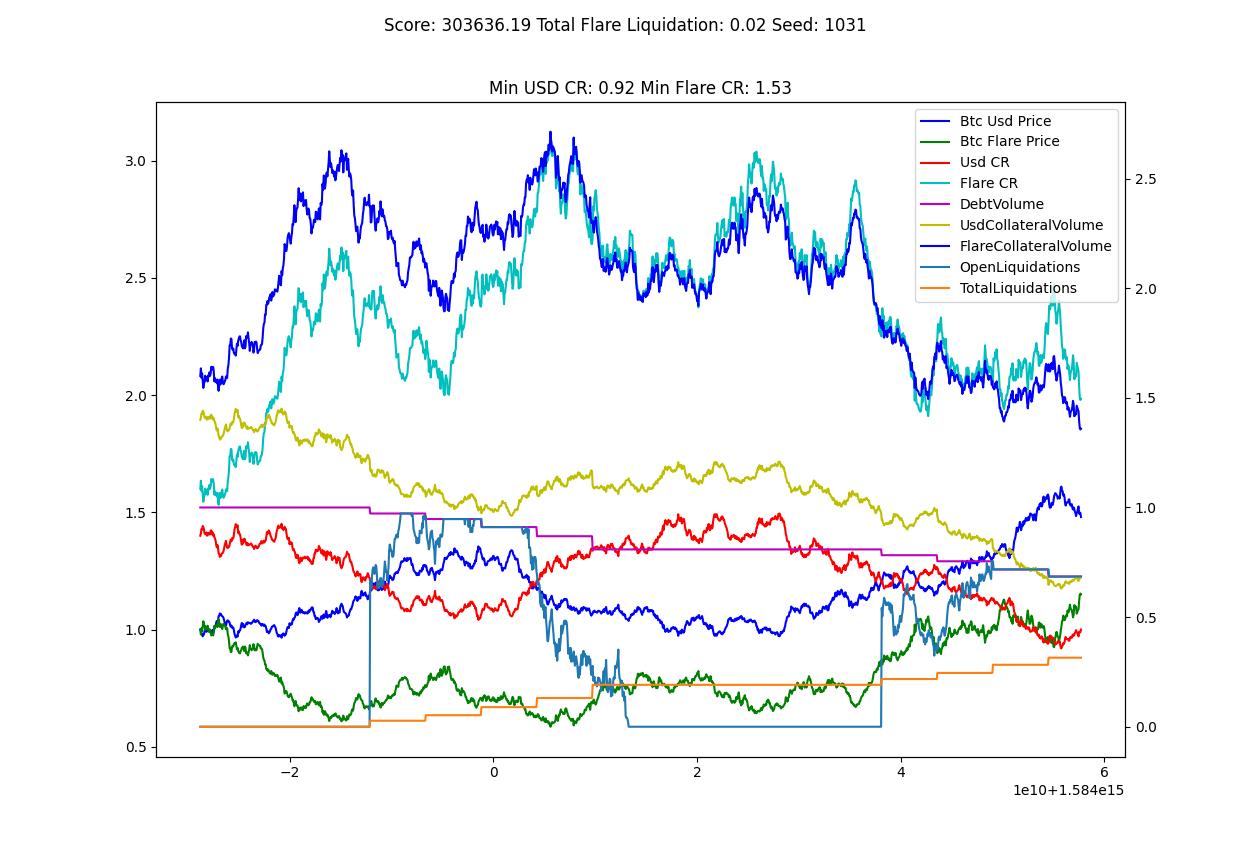 Score: 303636.19 Total Flare Liquidation: 0.02 Seed: 1031
Min USD CR: 0.92 Min Flare CR: 1.53
Btc Usd Price
Btc Flare Price
Usd CR
Flare CR
DebtVolume
UsdCollateralVolume
FlareCollateralVolume
OpenLiquidations
TotalLiquidations
3.0
2.5
2.0
1.5
1.0
0.5
2.5
2.0
1.5
1.0
0.5
0.0
−2
0
2
4
6
1e10+1.584e15